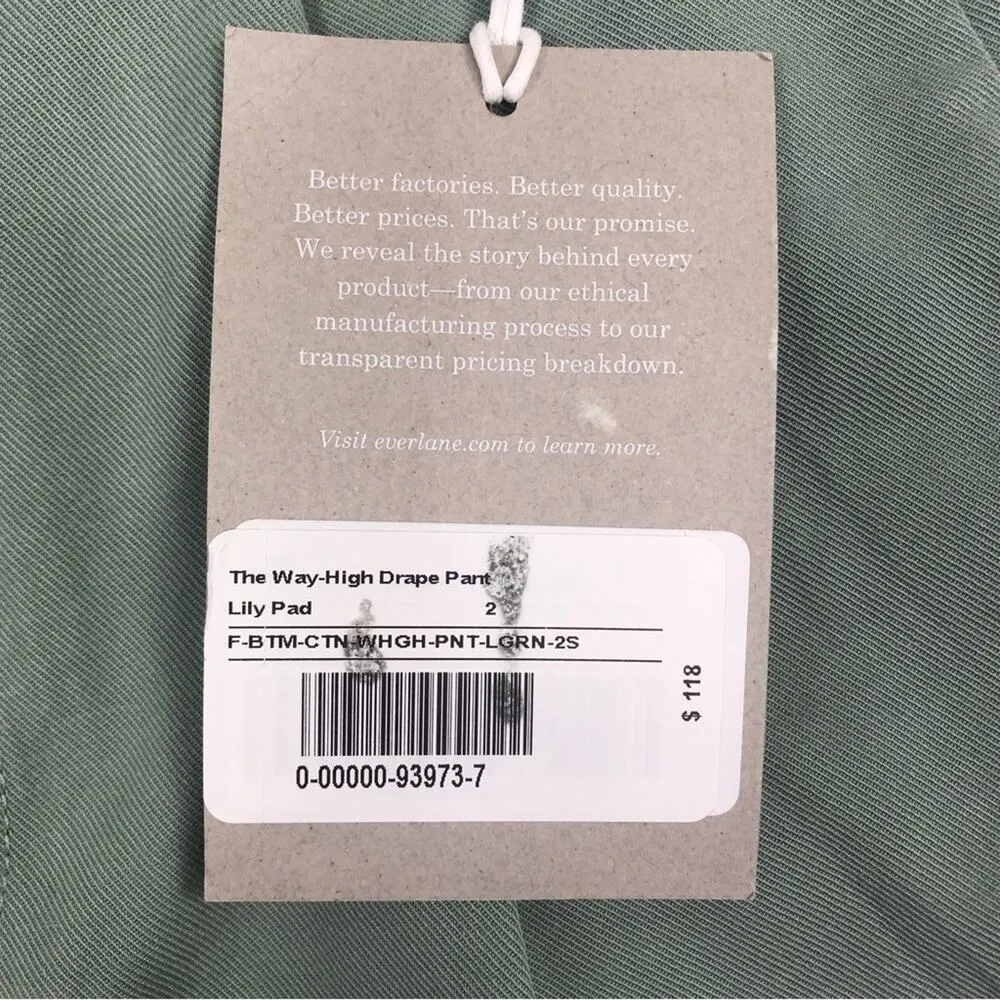 Better factories. Better quality.
Better prices. That's our promise.
We reveal the story behind every
product—from our ethical
manufacturing process to our
transparent pricing breakdown.
Visit everlane.com to learn more.
The Way-High Drape Pant
Lily Pad 2
F-BTM-CTN-WHGH-PNT-LGRN-2S
$ 118
0-00000-93973-7